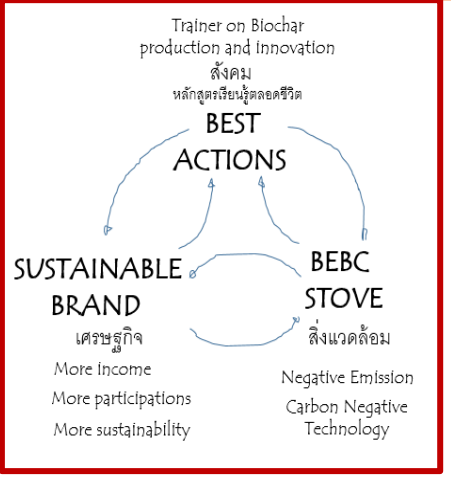 Trainer on Biochar
production and innovation
สังคม
หลักสูตรเรียนรู้ตลอดชีวิต
BEST
ACTIONS
SUSTAINABLE
BRAND
เศรษฐกิจ
More income
More participations
More sustainability
BEBC
STOVE
สิ่งแวดล้อม
Negative Emission
Carbon Negative
Technology